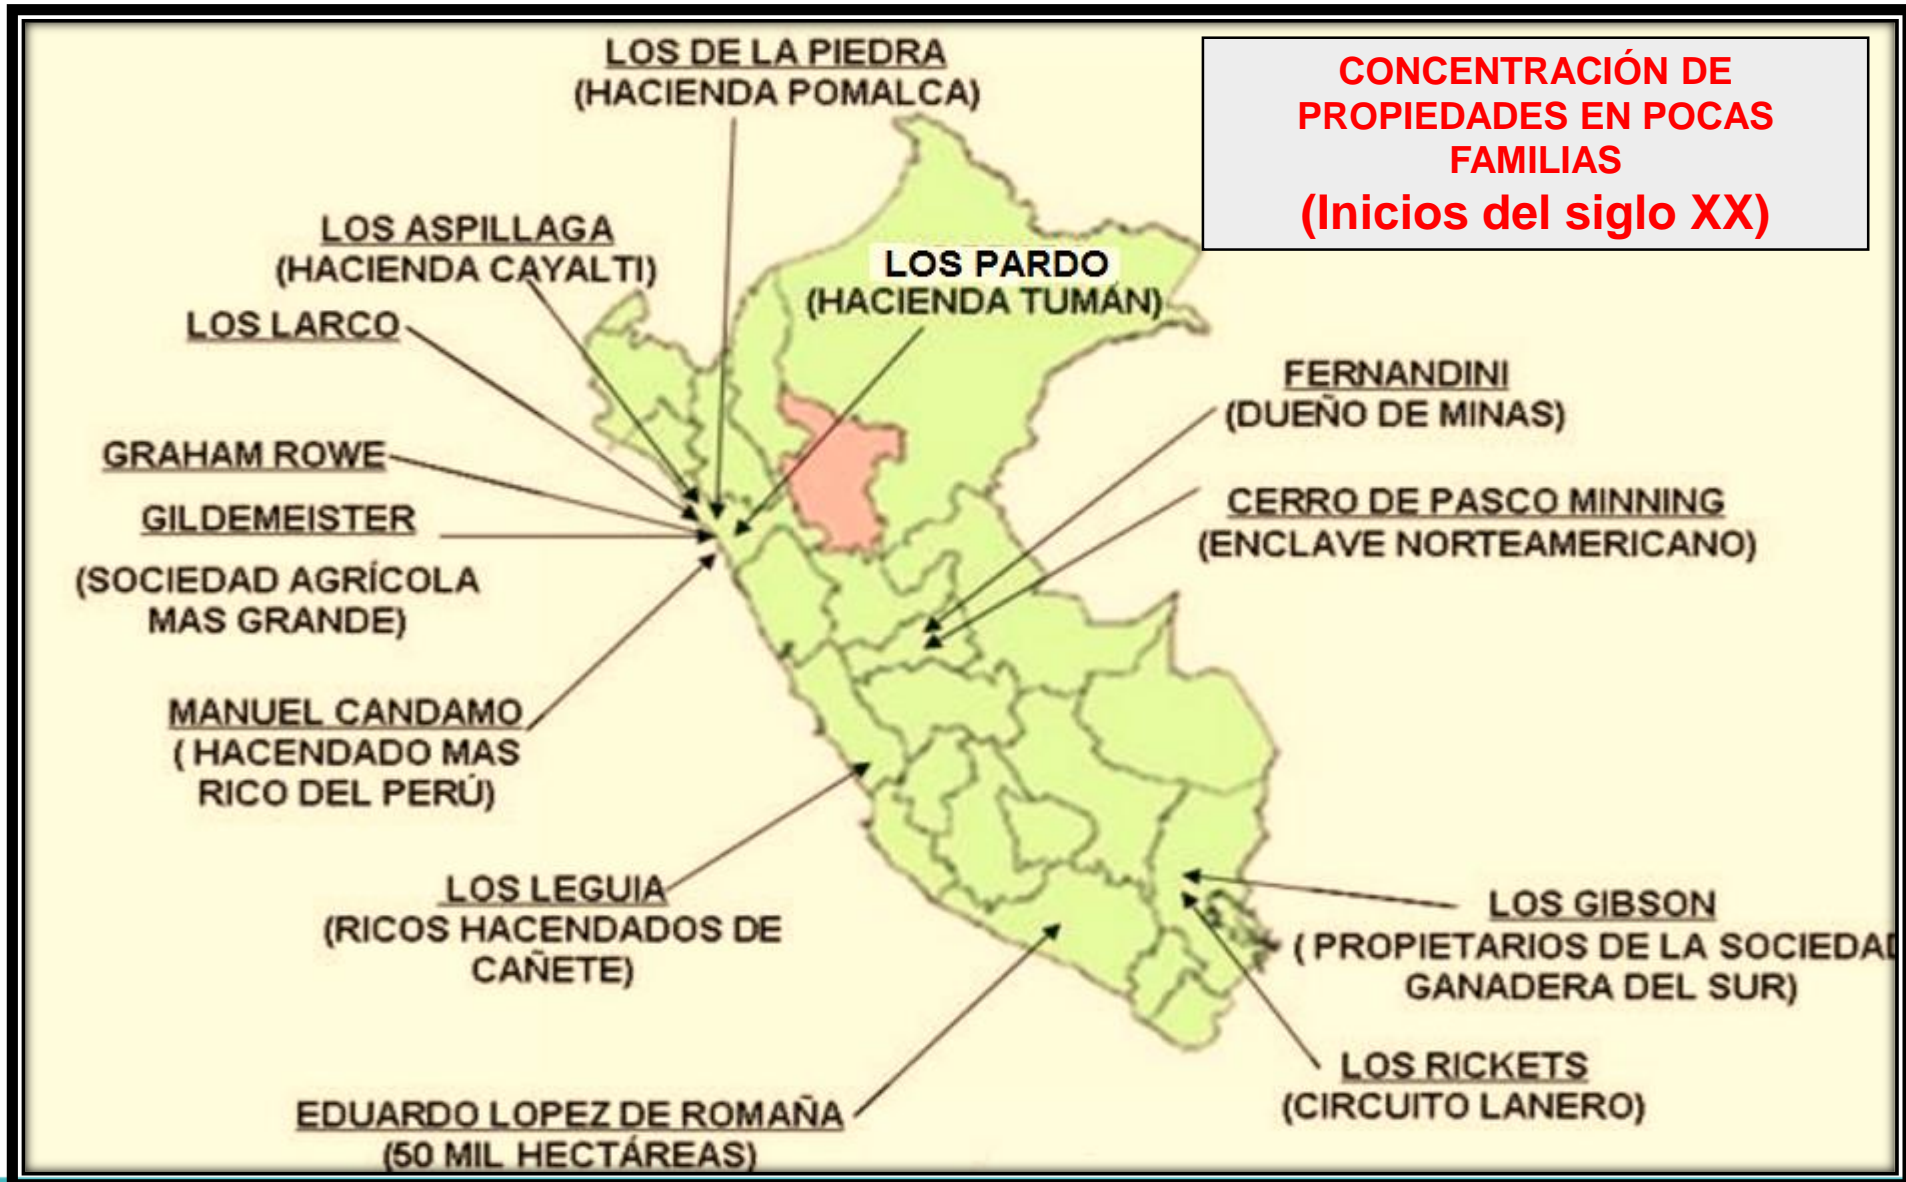 CONCENTRACIÓN DE
PROPIEDADES EN POCAS
FAMILIAS
(Inicios del siglo XX)
LOS DE LA PIEDRA
(HACIENDA POMALCA)
LOS ASPILLAGA
(HACIENDA CAYALTI)
LOS PARDO
(HACIENDA TUMÁN)
LOS LARCO
GRAHAM ROWE
GILDEMEISTER
(SOCIEDAD AGRÍCOLA
MAS GRANDE)
MANUEL CANDAMO
( HACENDADO MAS
RICO DEL PERÚ)
LOS LEGUIA
(RICOS HACENDADOS DE
CAÑETE)
EDUARDO LOPEZ DE ROMAÑA
(50 MIL HECTÁREAS)
FERNANDINI
(DUEÑO DE MINAS)
CERRO DE PASCO MINNING
(ENCLAVE NORTEAMERICANO)
LOS GIBSON
( PROPIETARIOS DE LA SOCIEDAD
GANADERA DEL SUR)
LOS RICKETS
(CIRCUITO LANERO)